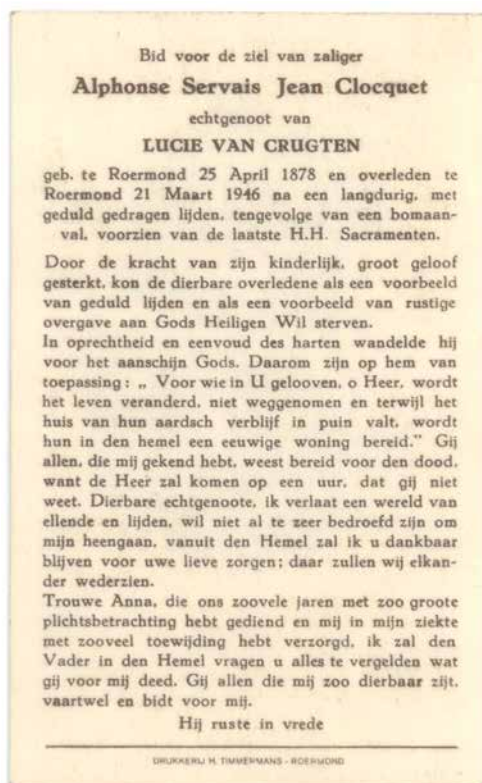 Bid voor de ziel van zaliger
Alphonse Servais Jean Clocquet
echtgenoot van
LUCIE VAN CRUGTEN
geb. te Roermond 25 April 1878 en overleden te
Roermond 21 Maart 1946 na een langdurig, met
geduld gedragen lijden, tengevolge van een bomaan-
val, voorzien van de laatste H.H. Sacramenten.
Door de kracht van zijn kinderlijk, groot geloof
gesterkt, kon de dierbare overledene als een voorbeeld
van geduld lijden en als een voorbeeld van rustige
overgave aan Gods Heiligen Wil sterven.
In oprechtheid en eenvoud des harten wandelde hij
voor het aanschijn Gods. Daarom zijn op hem van
toepassing: „ Voor wie in U gelooven, o Heer, wordt
het leven veranderd, niet weggenomen en terwijl het
huis van hun aardsch verblijf in puin valt, wordt
hun in den hemel een eeuwige woning bereid." Gij
allen, die mij gekend hebt, weest bereid voor den dood,
want de Heer zal komen op een uur, dat gij niet
weet. Dierbare echtgenoote, ik verlaat een wereld van
ellende en lijden, wil niet al te zeer bedroefd zijn om
mijn heengaan, vanuit den Hemel zal ik u dankbaar
blijven voor uwe lieve zorgen; daar zullen wij elkan-
der wederzien.
Trouwe Anna, die ons zoovele jaren met zoo groote
plichtsbetrachting hebt gediend en mij in mijn ziekte
met zooveel toewijding hebt verzorgd, ik zal den
Vader in den Hemel vragen u alles te vergelden wat
gij voor mij deed. Gij allen die mij zoo dierbaar zijt,
vaartwel en bidt voor mij.
Hij ruste in vrede
DRUKKERIJ H. TIMMERMANS - ROERMOND